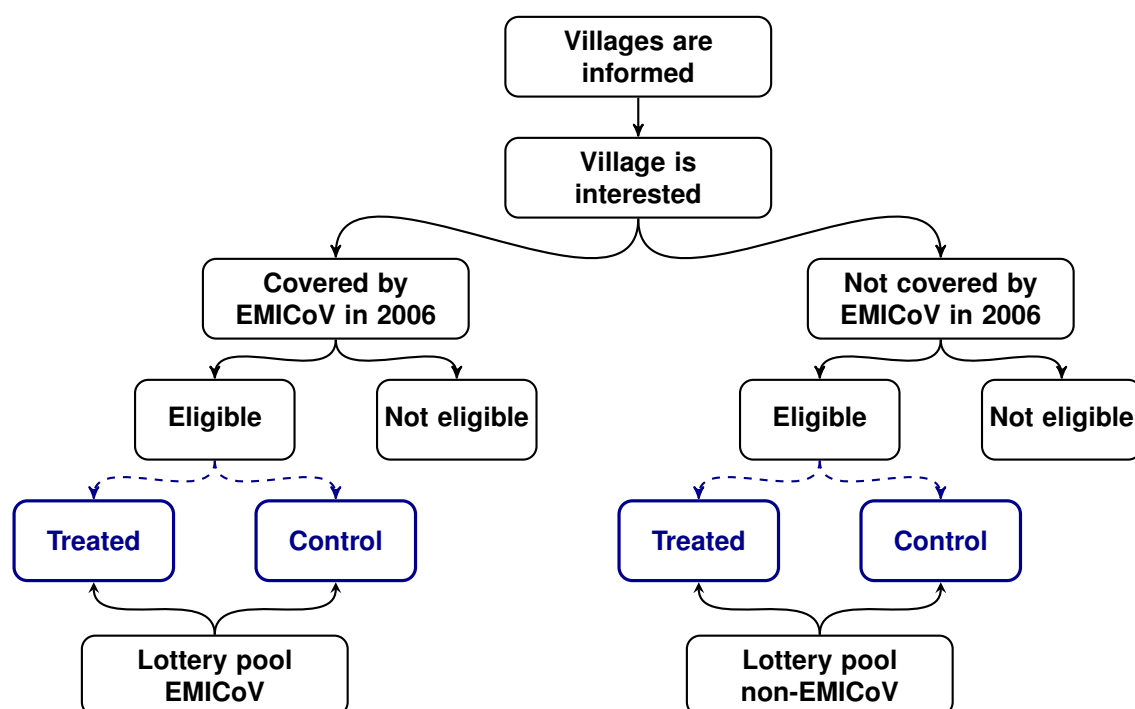 Villages are
informed
Village is
interested
Covered by
EMICoV in 2006
Not covered by
EMICoV in 2006
Eligible
Not eligible
Eligible
Not eligible
Treated
Control
Treated
Control
Lottery pool
EMICoV
Lottery pool
non-EMICoV